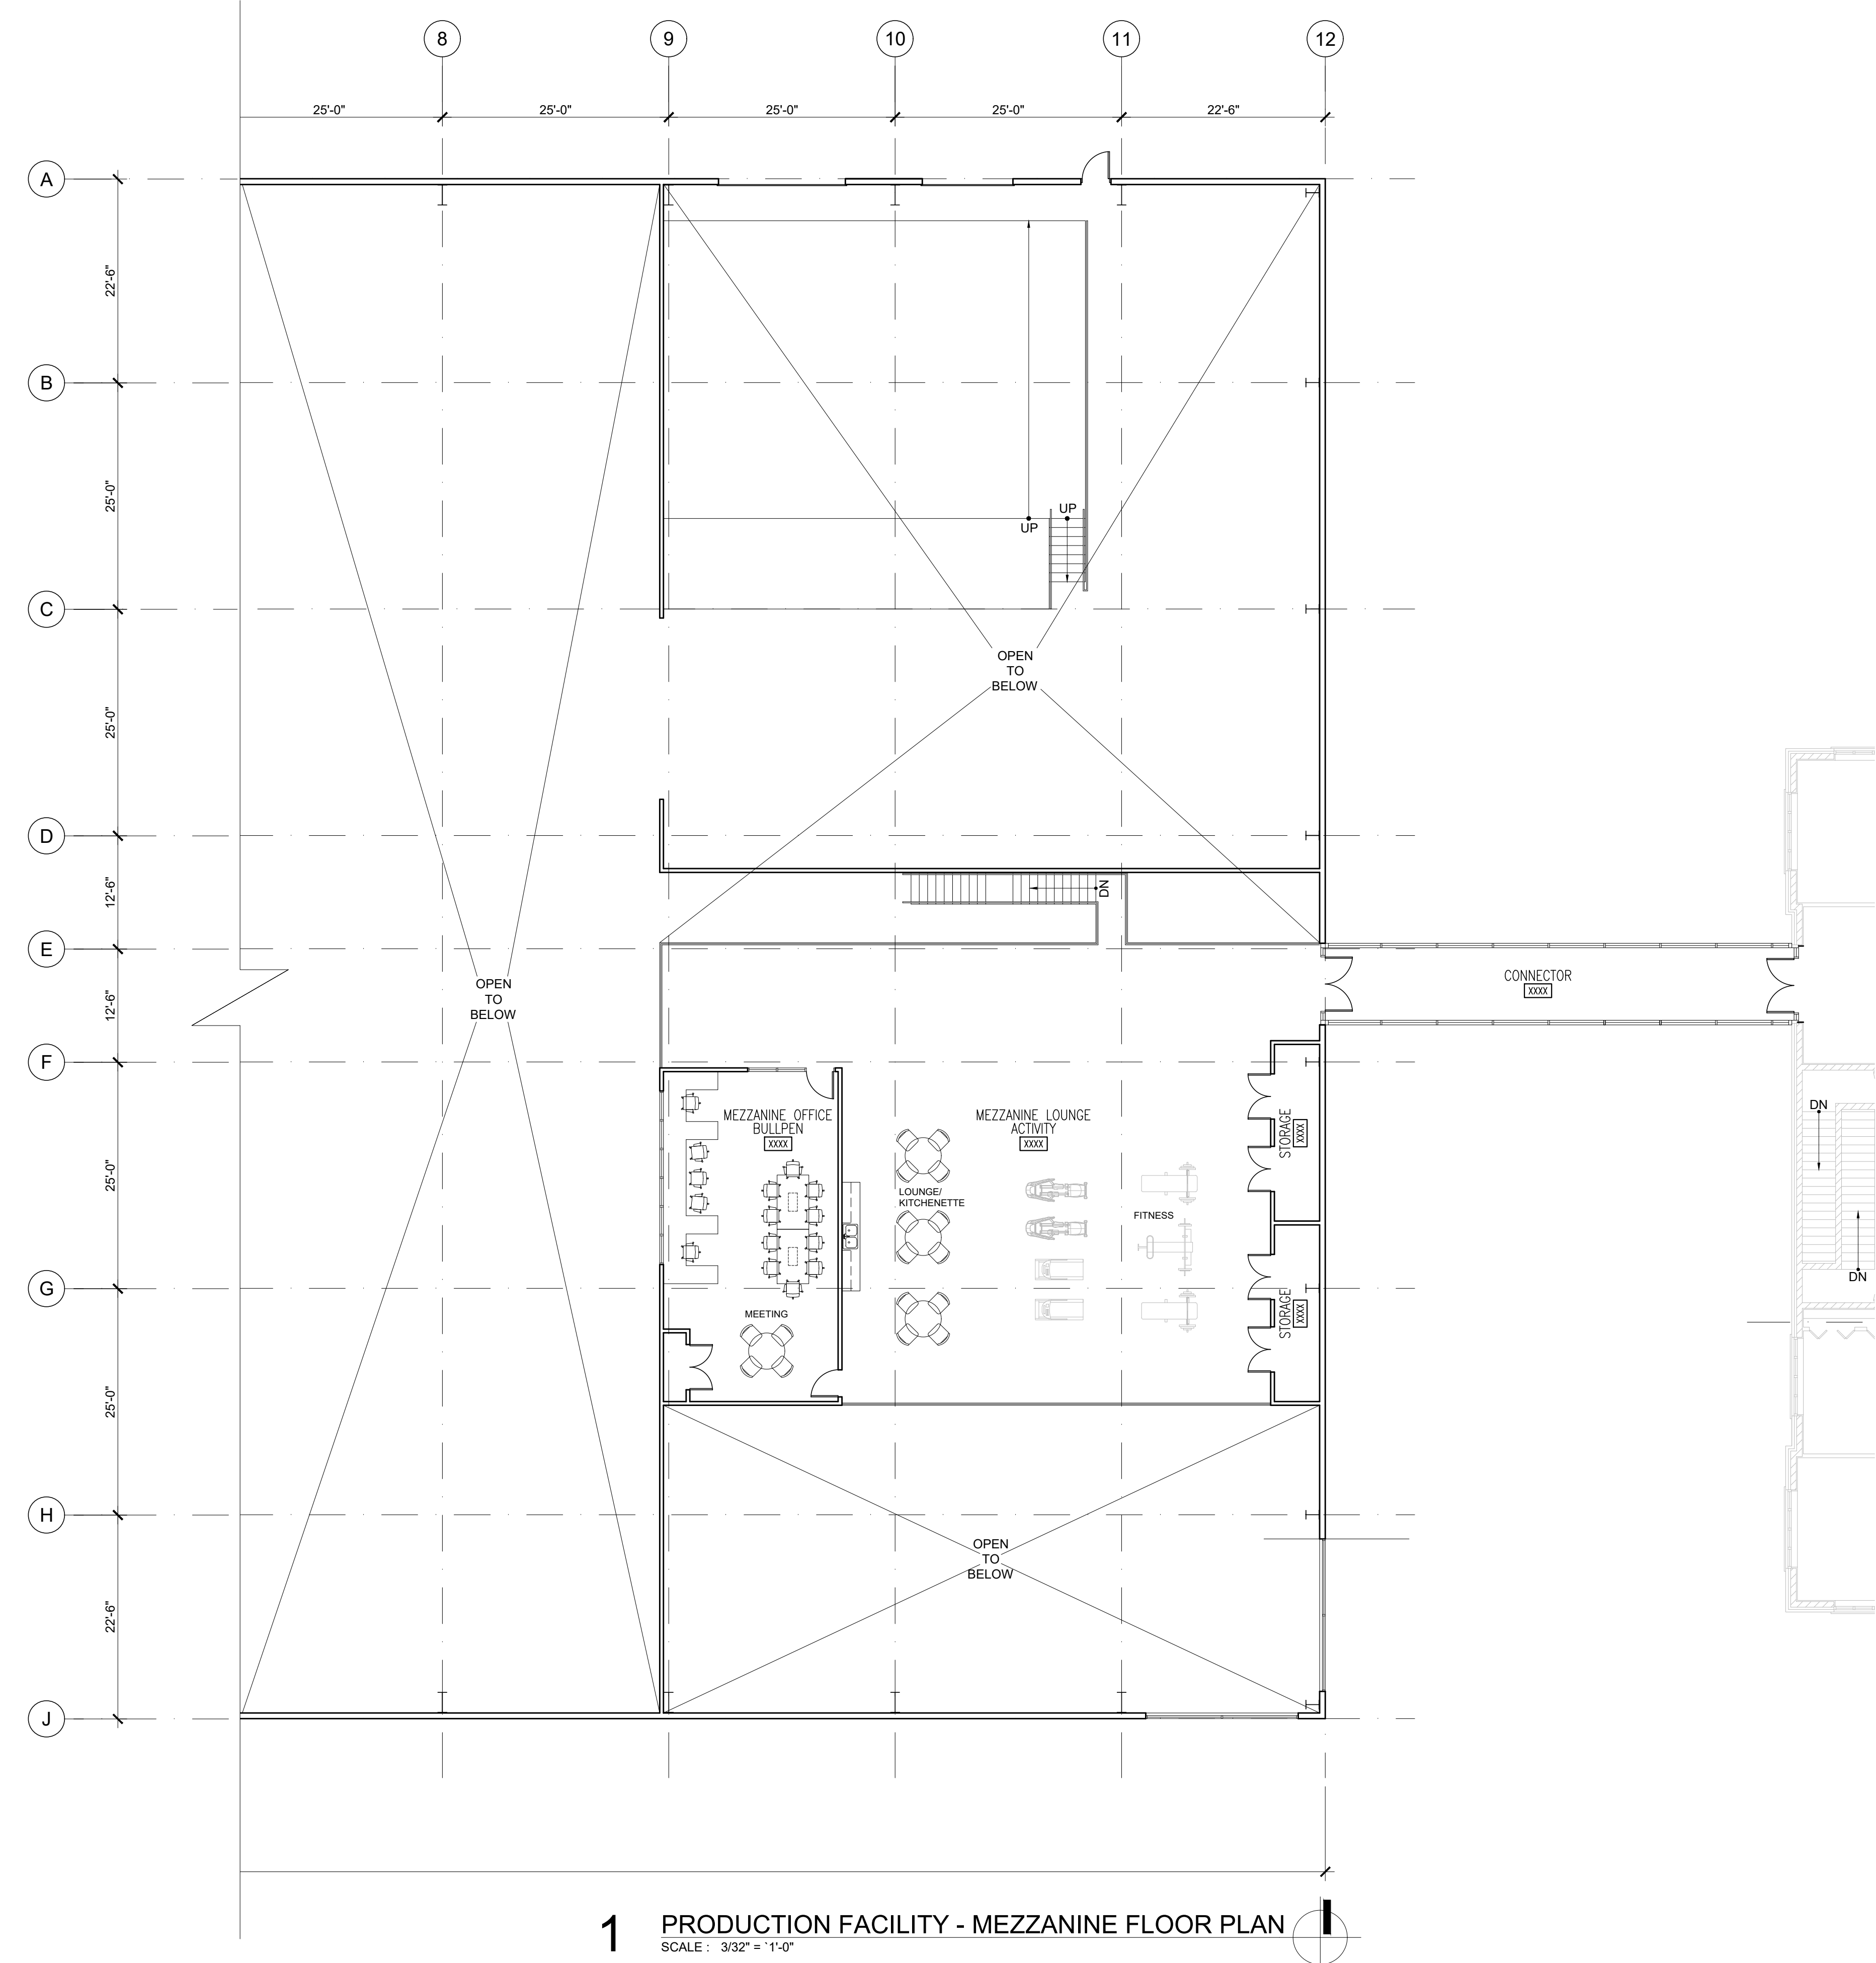 8
9
10
11
12
25'-0"
25'-0"
25'-0"
25'-0"
22'-6"
A
22'-6"
B
25'-0"
UP
UP
C
OPEN
TO
BELOW
25'-0"
D
12'-6"
DN
E
CONNECTOR
XXXX
OPEN
TO
BELOW
12'-6"
F
MEZZANINE OFFICE
BULLPEN
XXXX
MEZZANINE LOUNGE
ACTIVITY
XXXX
STORAGE
XXXX
DN
25'-0"
LOUNGE/
KITCHENETTE
FITNESS
DN
G
MEETING
STORAGE
XXXX
25'-0"
H
OPEN
TO
BELOW
22'-6"
J
1
PRODUCTION FACILITY - MEZZANINE FLOOR PLAN
SCALE : 3/32" = `1'-0"